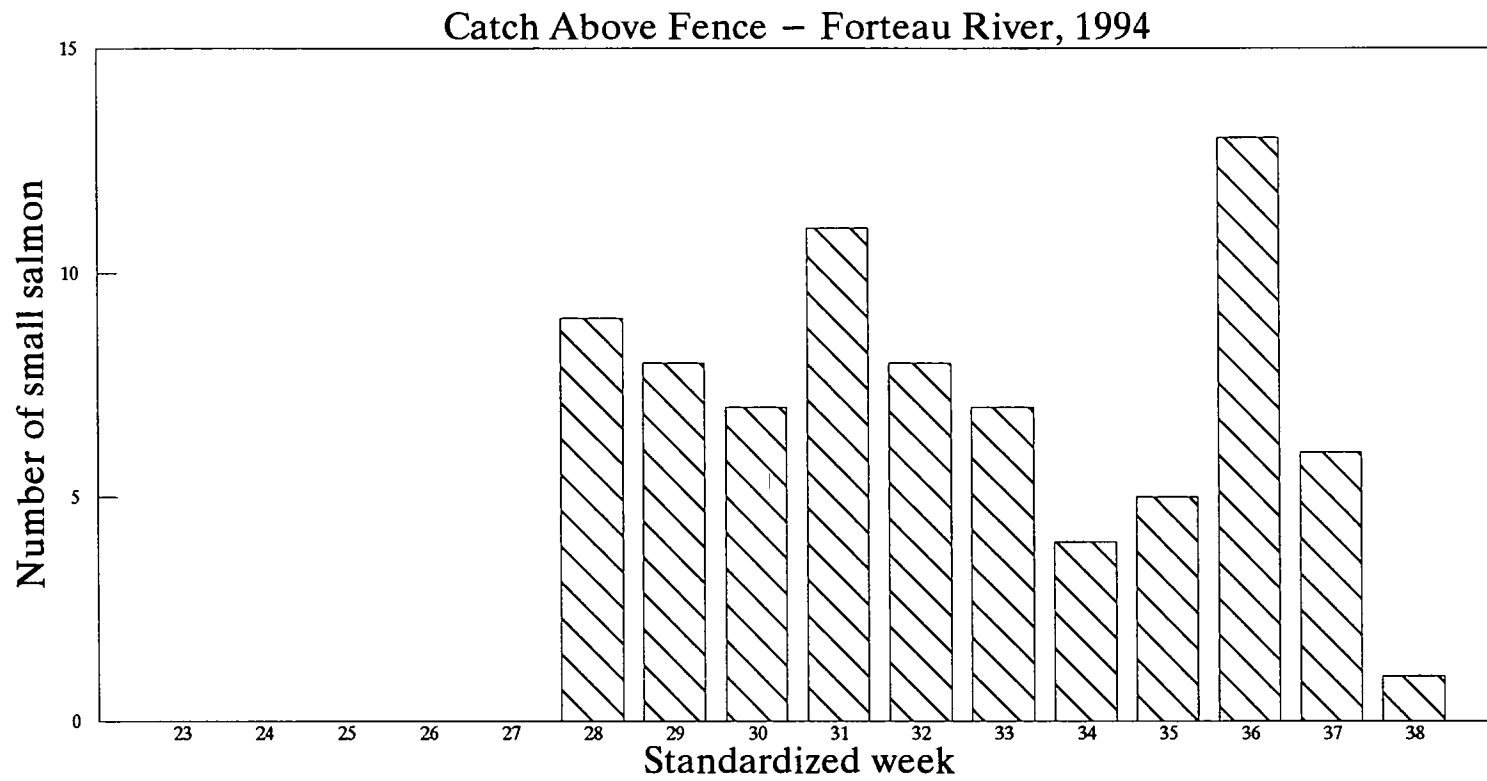 Catch Above Fence – Forteau River, 1994
15
10
5
0
Number of small salmon
23 24 25 26 27 28 29 30 31 32 33 34 35 36 37 38
Standardized week